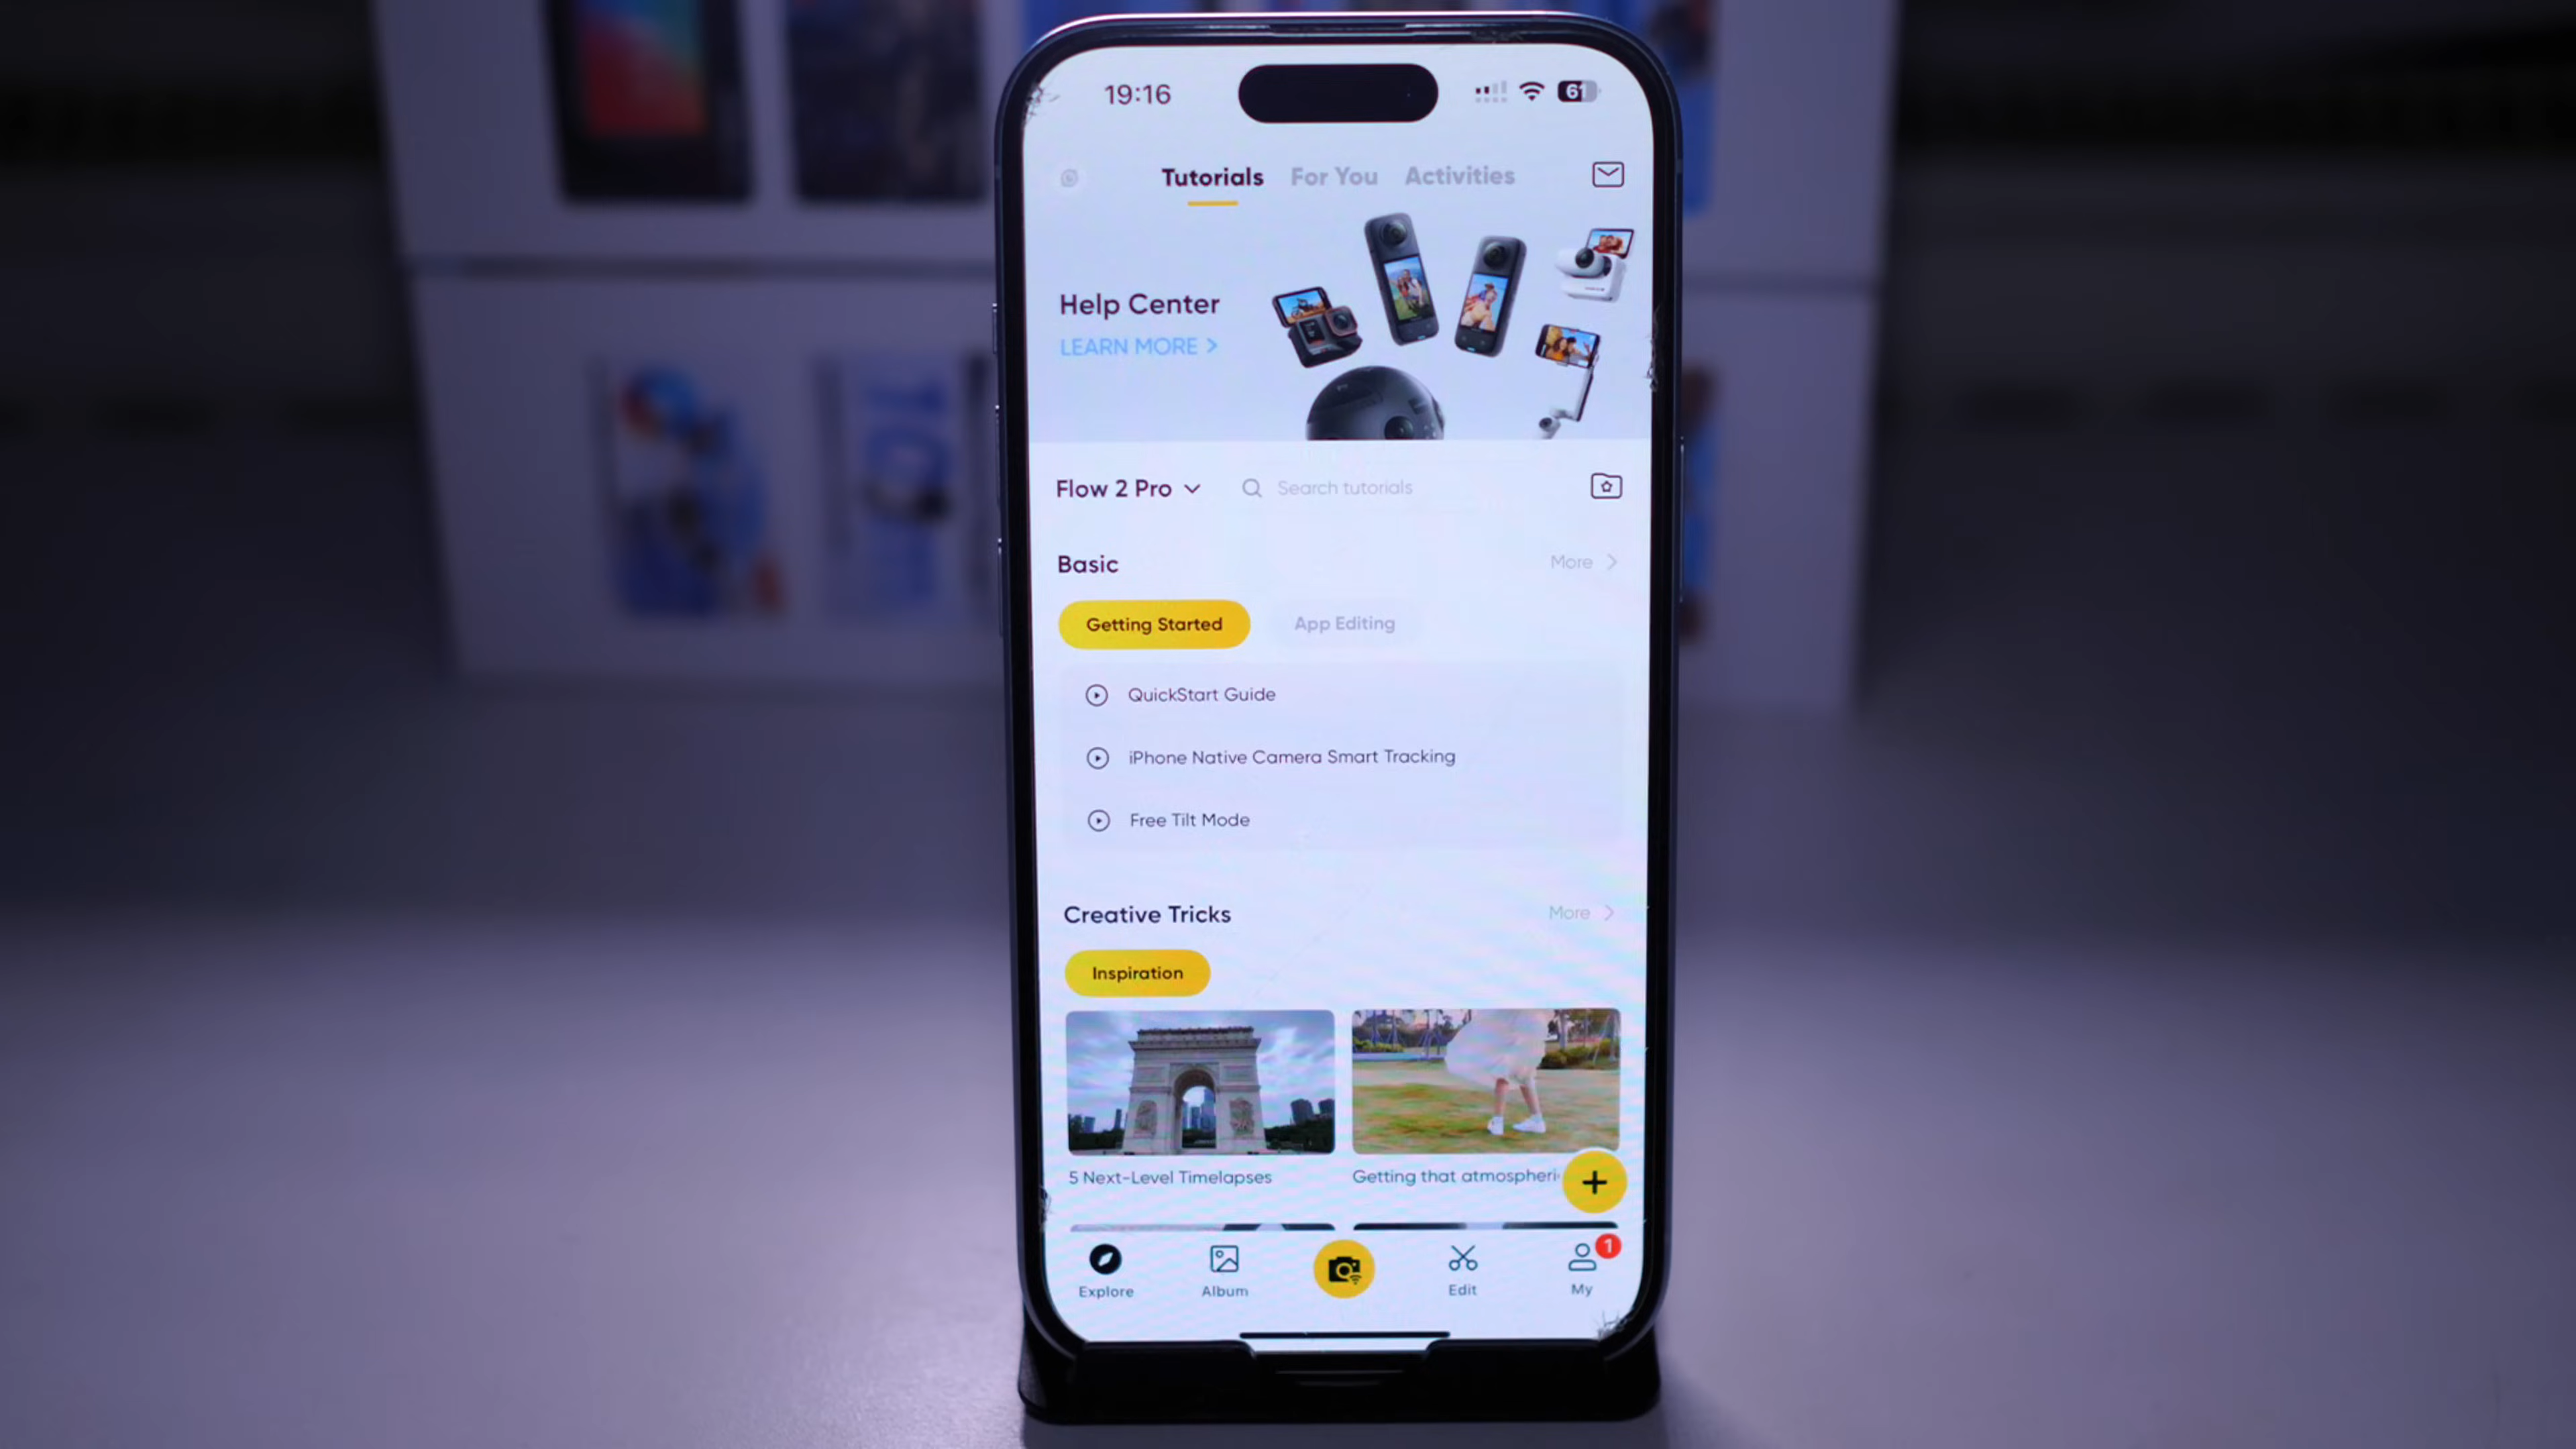 19:16
61
Tutorials For You Activities
Help Center
LEARN MORE >
Flow 2 Pro Search tutorials
Basic More
Getting Started App Editing
QuickStart Guide
iPhone Native Camera Smart Tracking
Free Tilt Mode
Creative Tricks More
Inspiration
5 Next-Level Timelapses Getting that atmospheri
1
Explore Album Edit My